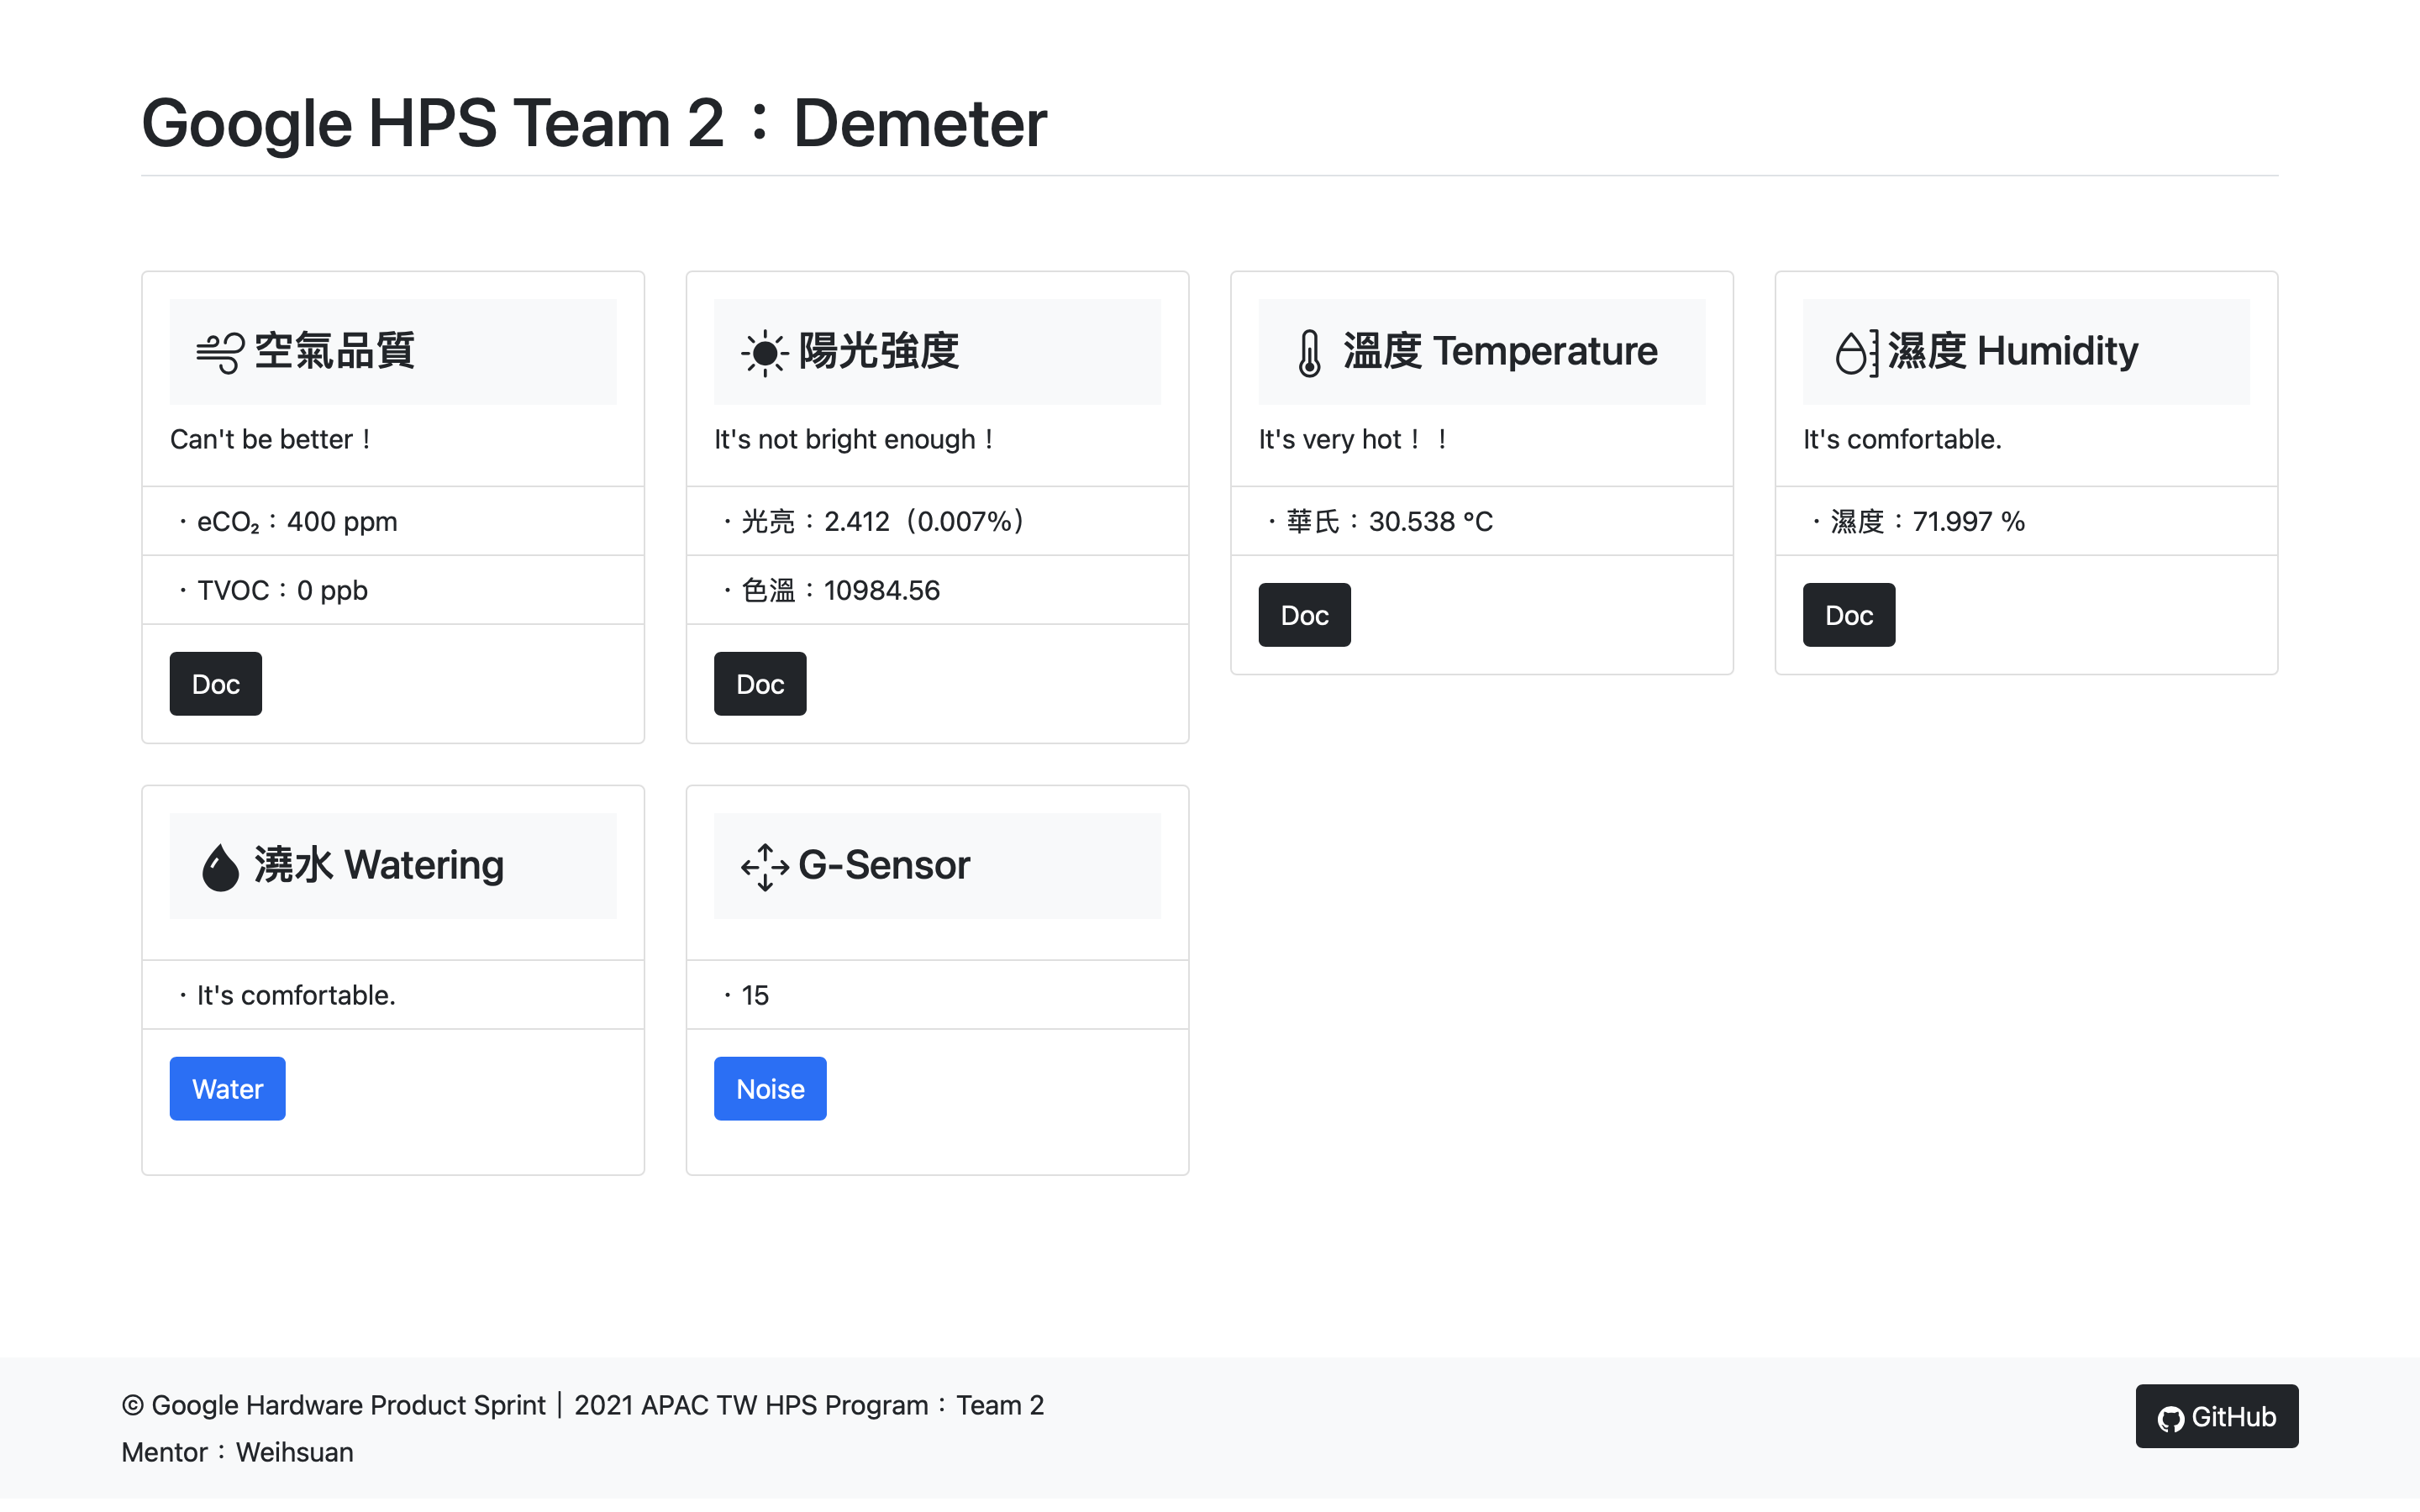 Google HPS Team 2：Demeter
空氣品質
Can't be better！
・eCO₂：400 ppm
・TVOC：0 ppb
Doc
陽光強度
It's not bright enough！
・光亮：2.412（0.007%）
・色溫：10984.56
Doc
溫度 Temperature
It's very hot！！
・華氏：30.538 °C
Doc
濕度 Humidity
It's comfortable.
・濕度：71.997 %
Doc
澆水 Watering
・It's comfortable.
Water
G-Sensor
・15
Noise
© Google Hardware Product Sprint｜2021 APAC TW HPS Program：Team 2
Mentor：Weihsuan
GitHub